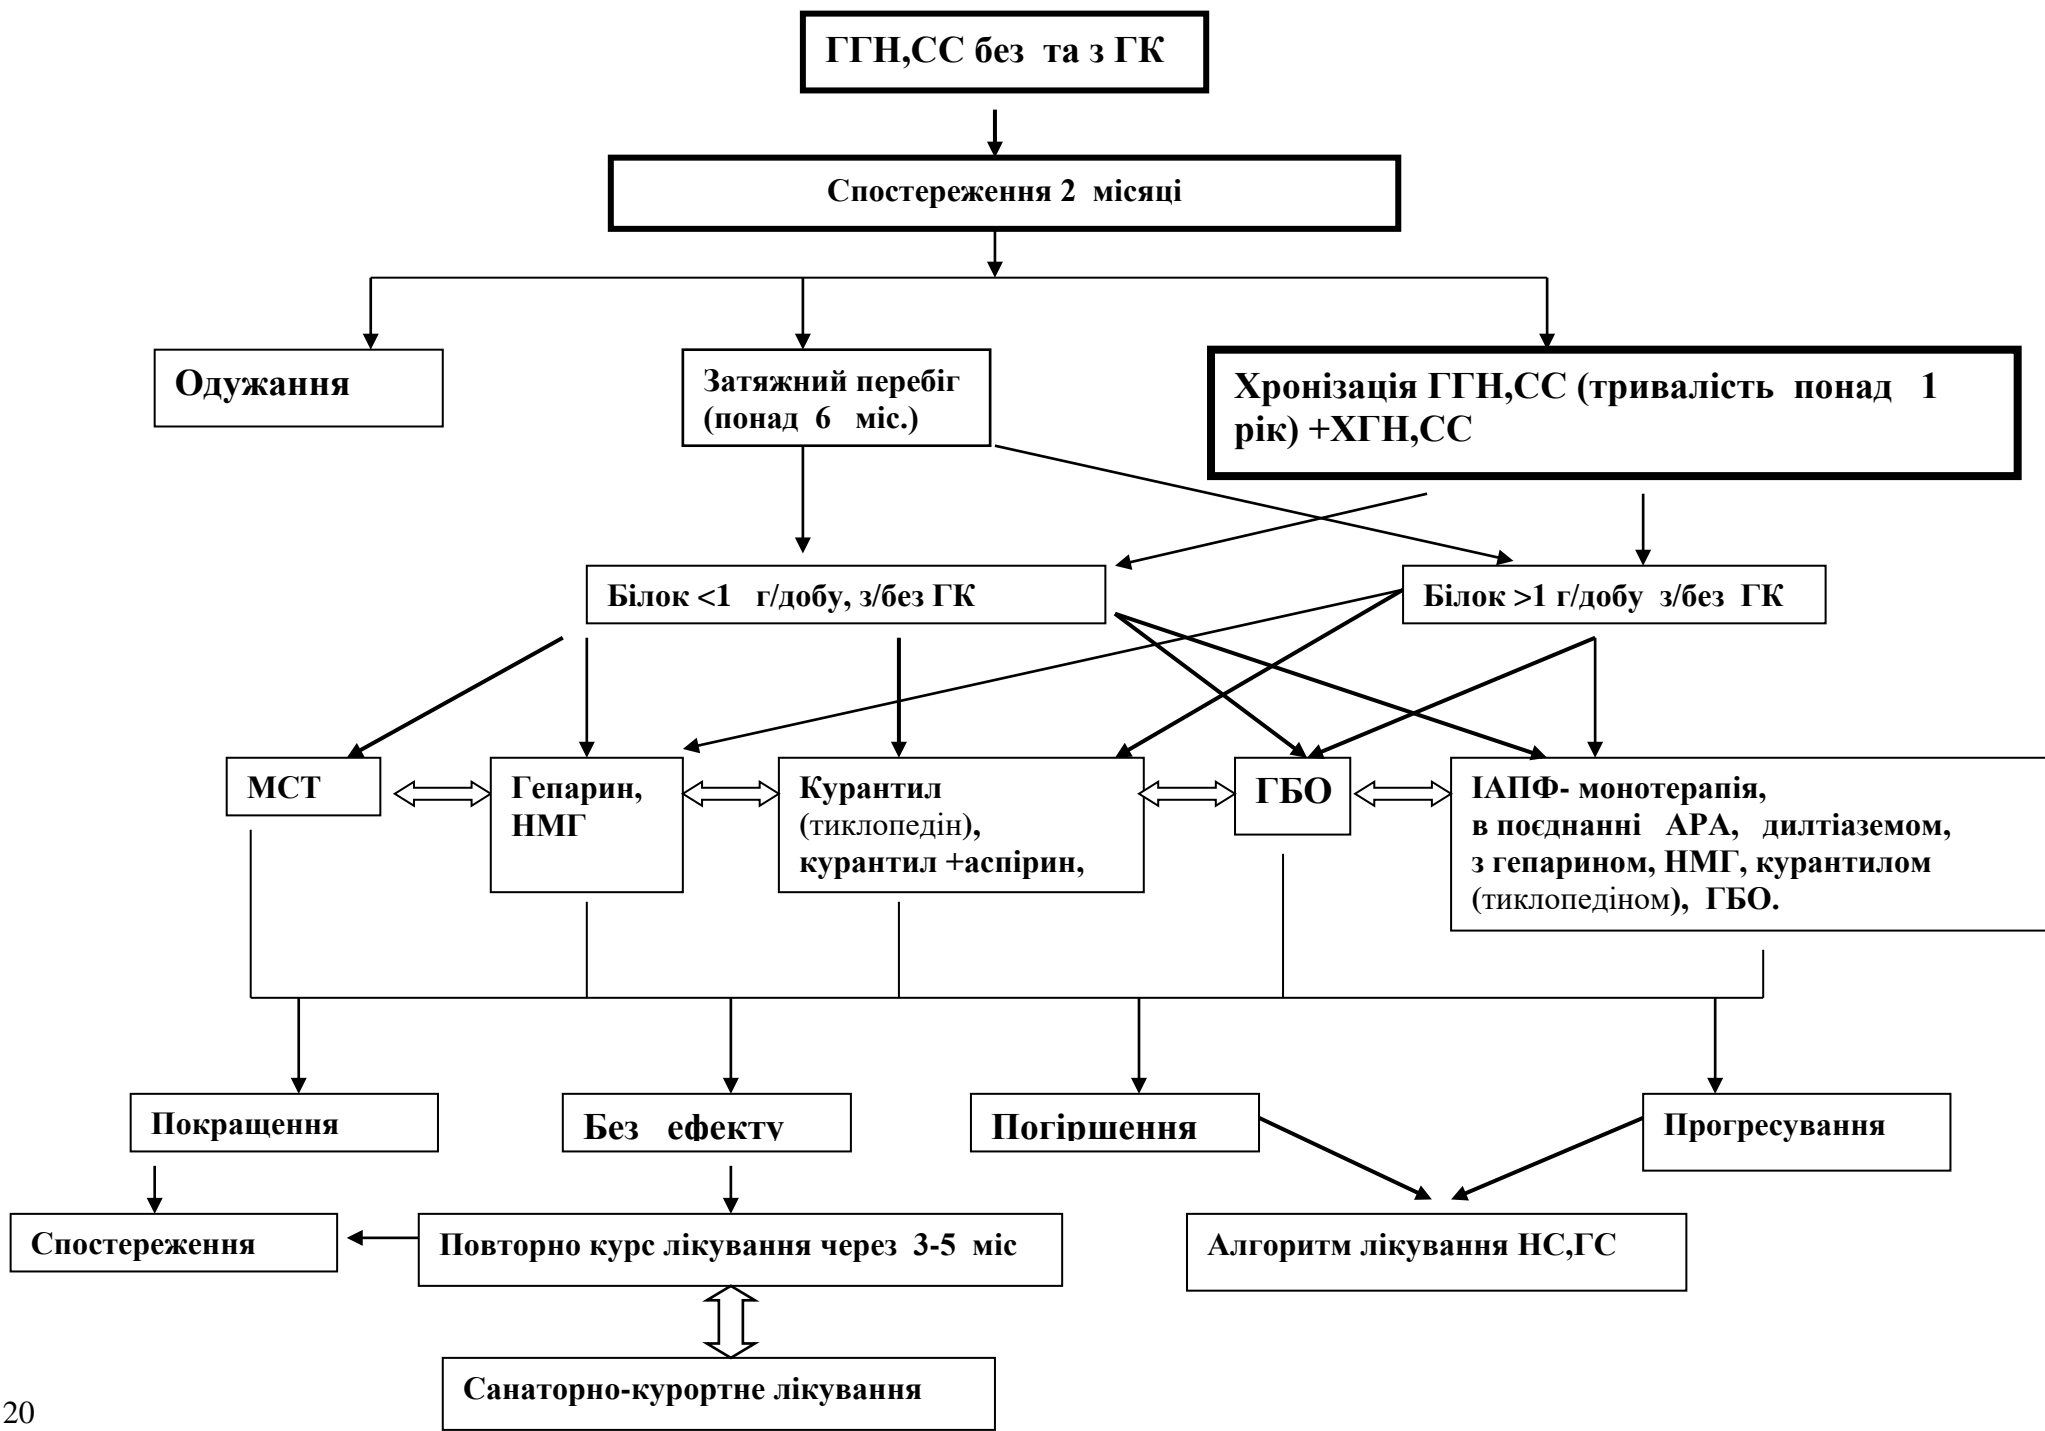 ГГН,СС без та з ГК
Спостереження 2 місяці
Одужання
Затяжний перебіг
(понад 6 міс.)
Хронізація ГГН,СС (тривалість понад 1
рік) +ХГН,СС
Білок <1 г/добу, з/без ГК
Білок >1 г/добу з/без ГК
МСТ
Гепарин,
НМГ
Курантил
(тиклопедін),
курантил +аспірин,
ГБО
ІАПФ- монотерапія,
в поєднанні АРА, дилтіаземом,
з гепарином, НМГ, курантилом
(тиклопедіном), ГБО.
Покращення
Без ефекту
Погіршення
Прогресування
Спостереження
Повторно курс лікування через 3-5 міс
Алгоритм лікування НС,ГС
Санаторно-курортне лікування
20